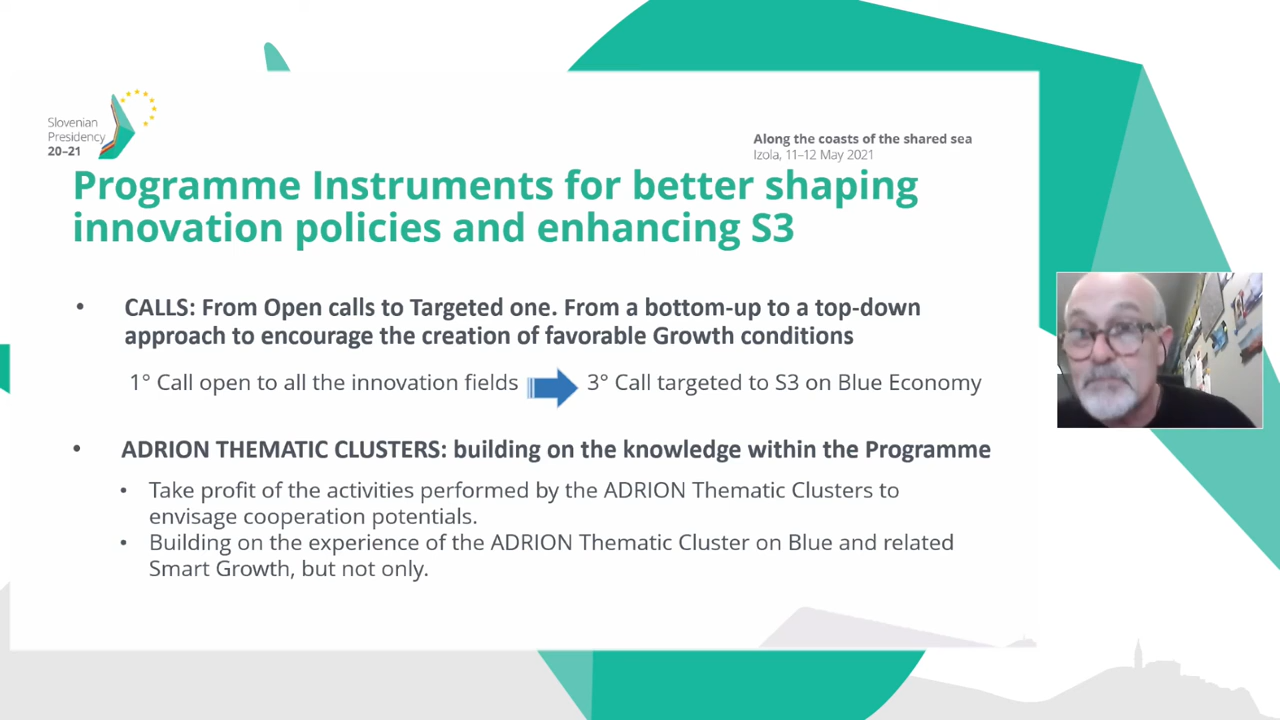 Slovenian
Presidency
20–21
Along the coasts of the shared sea
Izola, 11–12 May 2021
Programme Instruments for better shaping
innovation policies and enhancing S3
• CALLS: From Open calls to Targeted one. From a bottom-up to a top-down
approach to encourage the creation of favorable Growth conditions
1° Call open to all the innovation fields 3° Call targeted to S3 on Blue Economy
• ADRION THEMATIC CLUSTERS: building on the knowledge within the Programme
• Take profit of the activities performed by the ADRION Thematic Clusters to
envisage cooperation potentials.
• Building on the experience of the ADRION Thematic Cluster on Blue and related
Smart Growth, but not only.